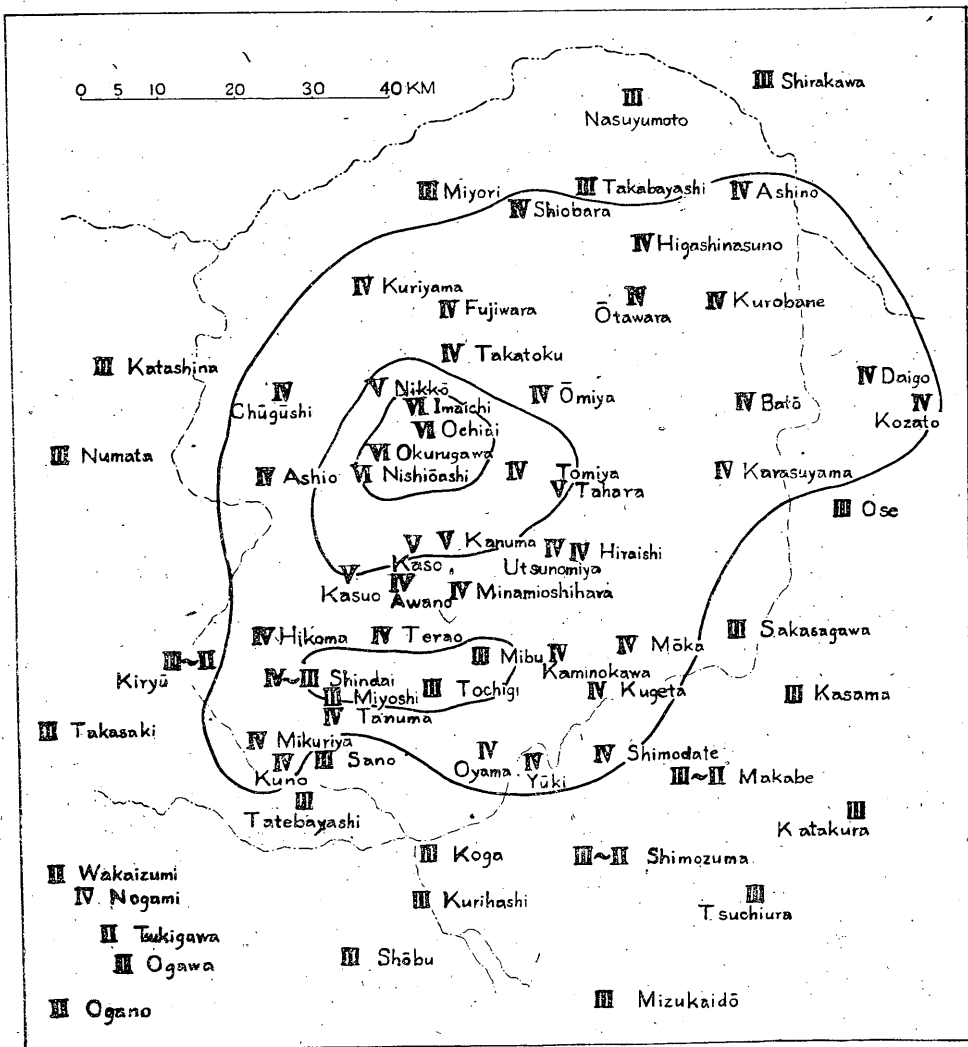 0 5 10 20 30 40 KM
III Shirakawa
III Nasuyumoto
III Miyori
III Takabayashi
IV Ashino
IV Shiobara
IV Higashinasuno
IV Kuriyama
IV Fujiwara
IV Ōtawara
IV Kurobane
IV Takatoku
III Katashina
IV Daigo
V Nikkō
IV Chūgūshi
IV Ōmiya
IV Batō
IV Kozato
VI Imaichi
VI Ochiai
III Numata
VI Okurugawa
IV Ashio
VI Nishiōashi
IV Tomiya
IV Karasuyama
V Tahara
III Ose
V Kaso
V Kanuma
IV Utsunomiya
IV Hiraishi
V Kasuo
IV Awano
IV Minamioshihara
IV Hikoma
IV Terao
III Sakasagawa
III Mibu
IV Kaminokawa
IV Mōka
III~II Kiryū
IV~III Shindai
III Miyoshi
III Tochigi
IV Kugeta
III Kasama
IV Tanuma
III Takasaki
IV Mikuriya
IV Kuno
III Sano
IV Oyama
IV Yūki
IV Shimodate
III~II Makabe
III Tatebayashi
III Katakura
III Koga
III~II Shimozuma
Wakaizumi
IV Nogami
III Kurihashi
III Tsuchiura
Tsukigawa
III Ogawa
III Shōbu
III Ogano
III Mizukaidō